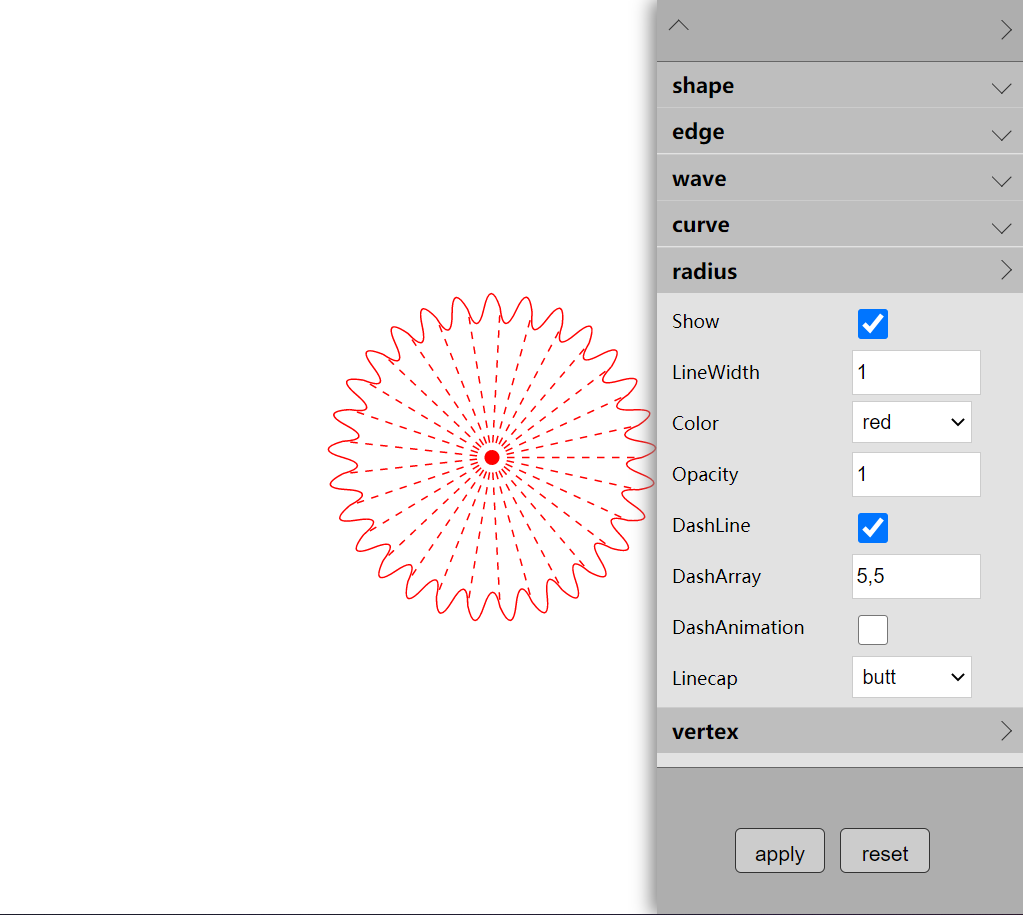 shape
edge
wave
curve
radius
Show
LineWidth 1
Color red
Opacity 1
DashLine
DashArray 5,5
DashAnimation
Linecap butt
vertex
apply reset